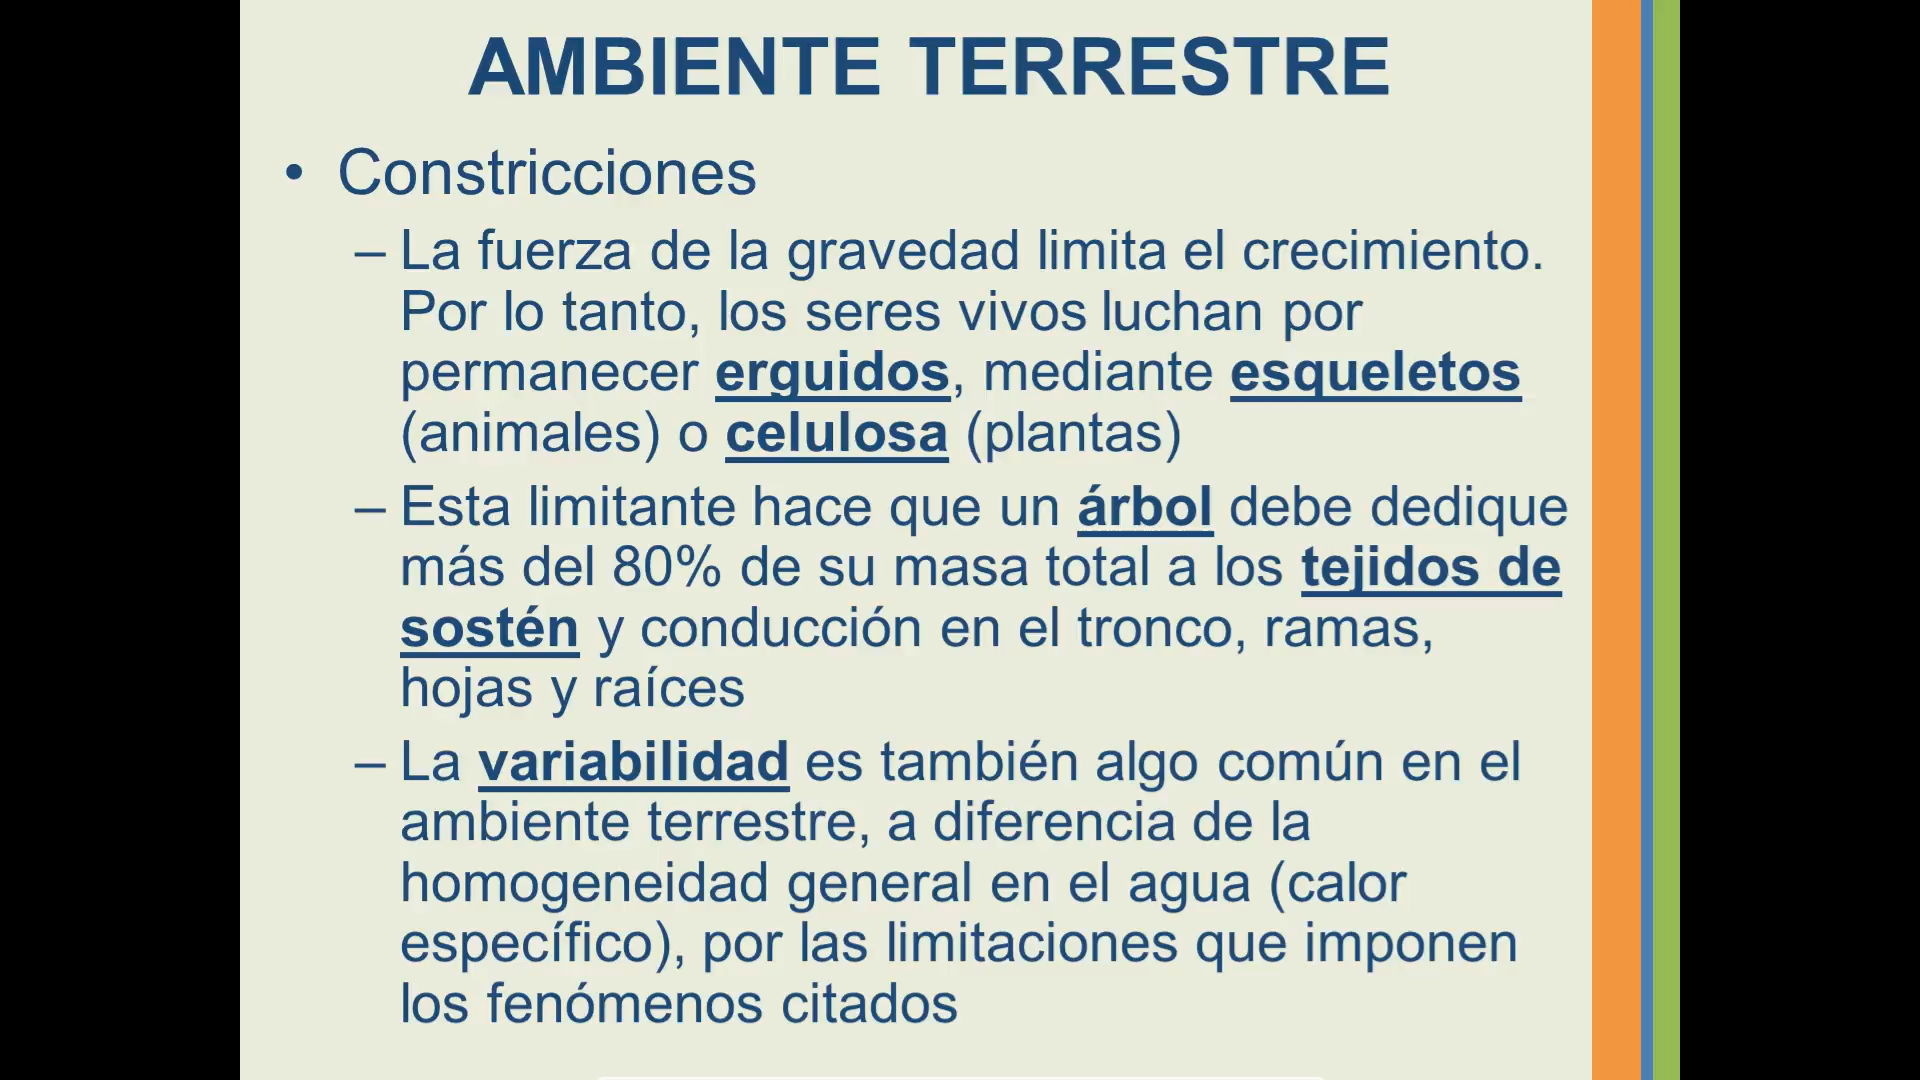 AMBIENTE TERRESTRE
• Constricciones
– La fuerza de la gravedad limita el crecimiento.
Por lo tanto, los seres vivos luchan por
permanecer erguidos, mediante esqueletos
(animales) o celulosa (plantas)
– Esta limitante hace que un árbol debe dedique
más del 80% de su masa total a los tejidos de
sostén y conducción en el tronco, ramas,
hojas y raíces
– La variabilidad es también algo común en el
ambiente terrestre, a diferencia de la
homogeneidad general en el agua (calor
específico), por las limitaciones que imponen
los fenómenos citados